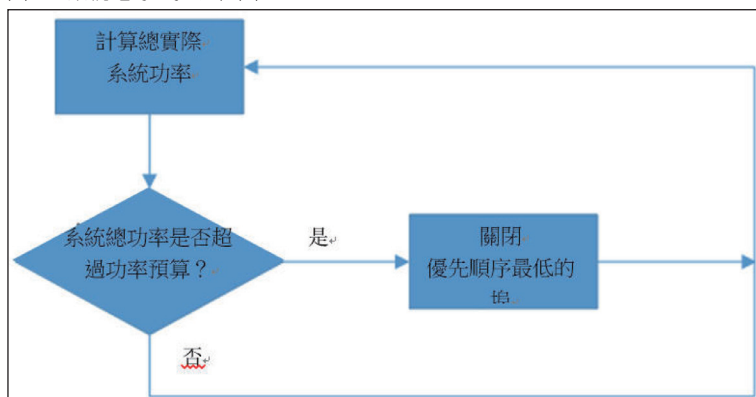 計算總實際
系統功率
系統總功率是否超
過功率預算？
是
關閉
優先順序最低的
埠
否